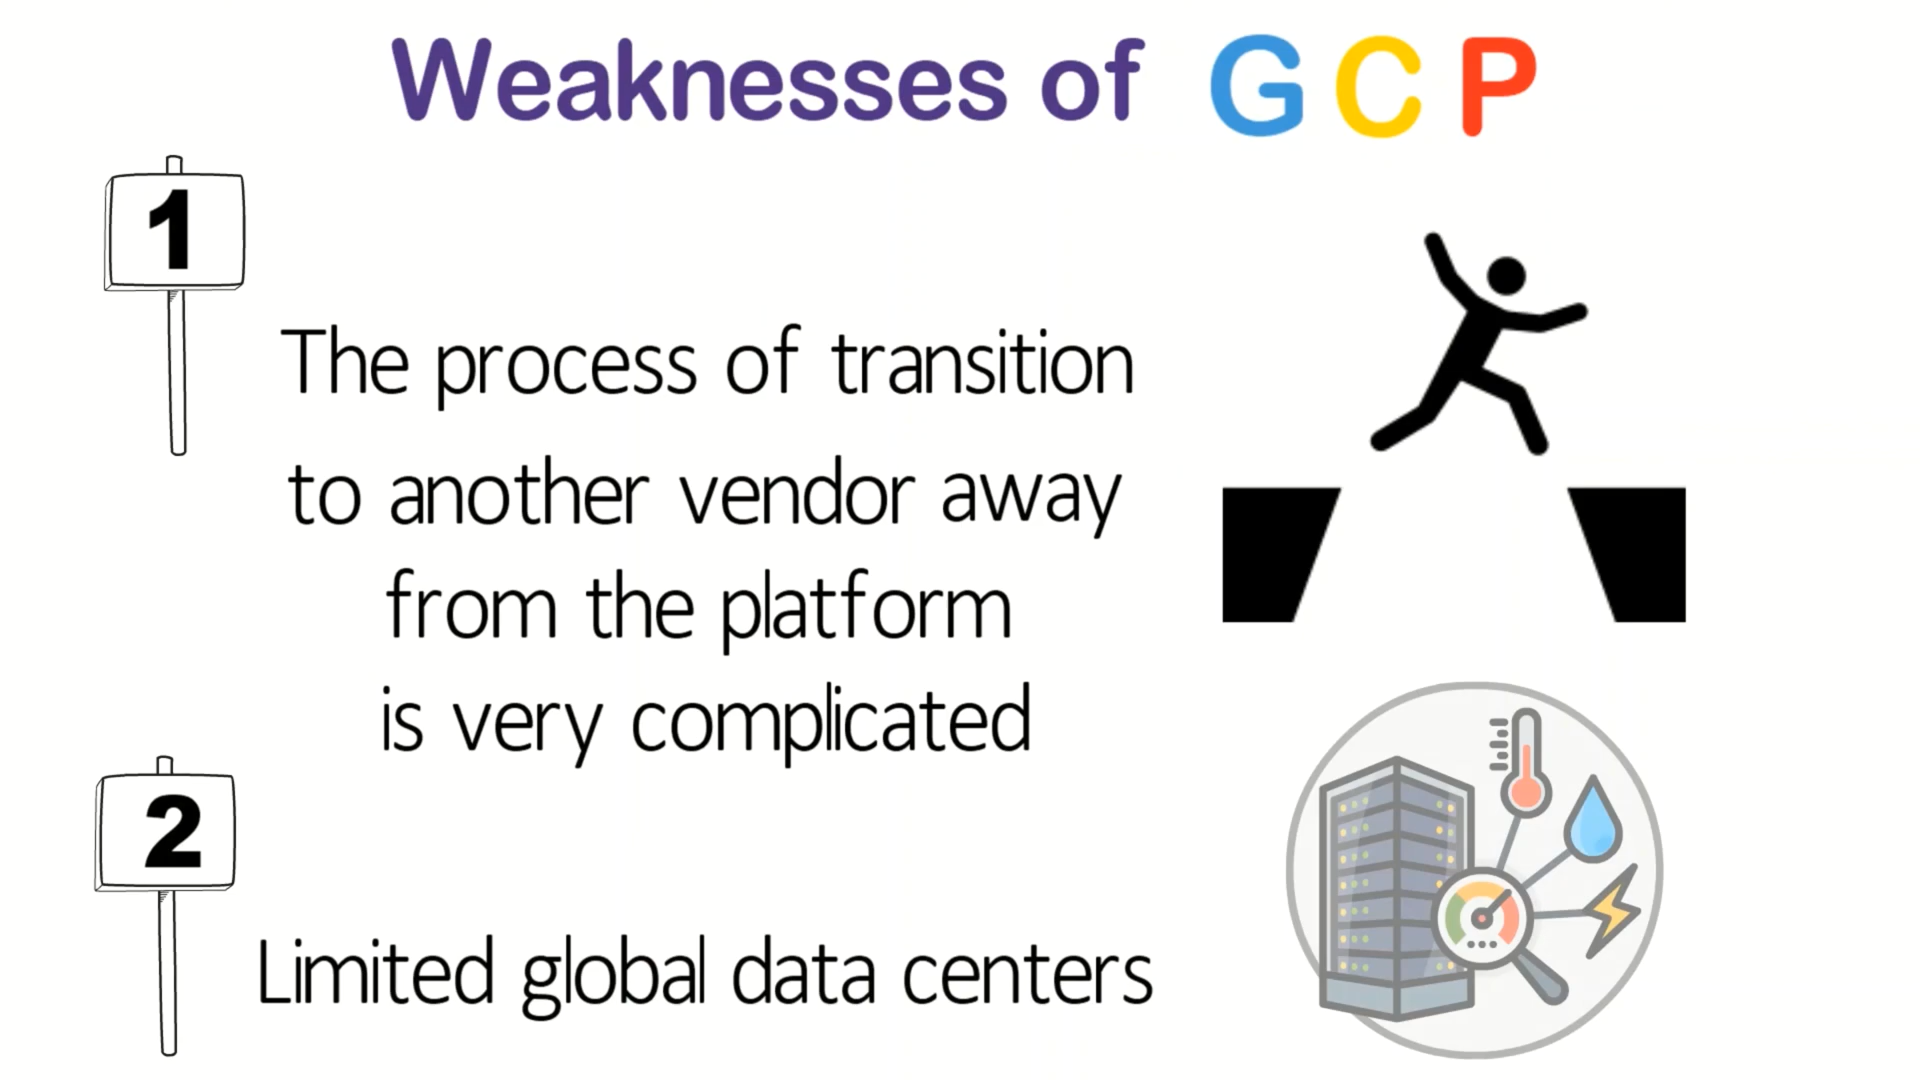 Weaknesses of GCP
1
The process of transition
to another vendor away
from the platform
is very complicated
2
Limited global data centers